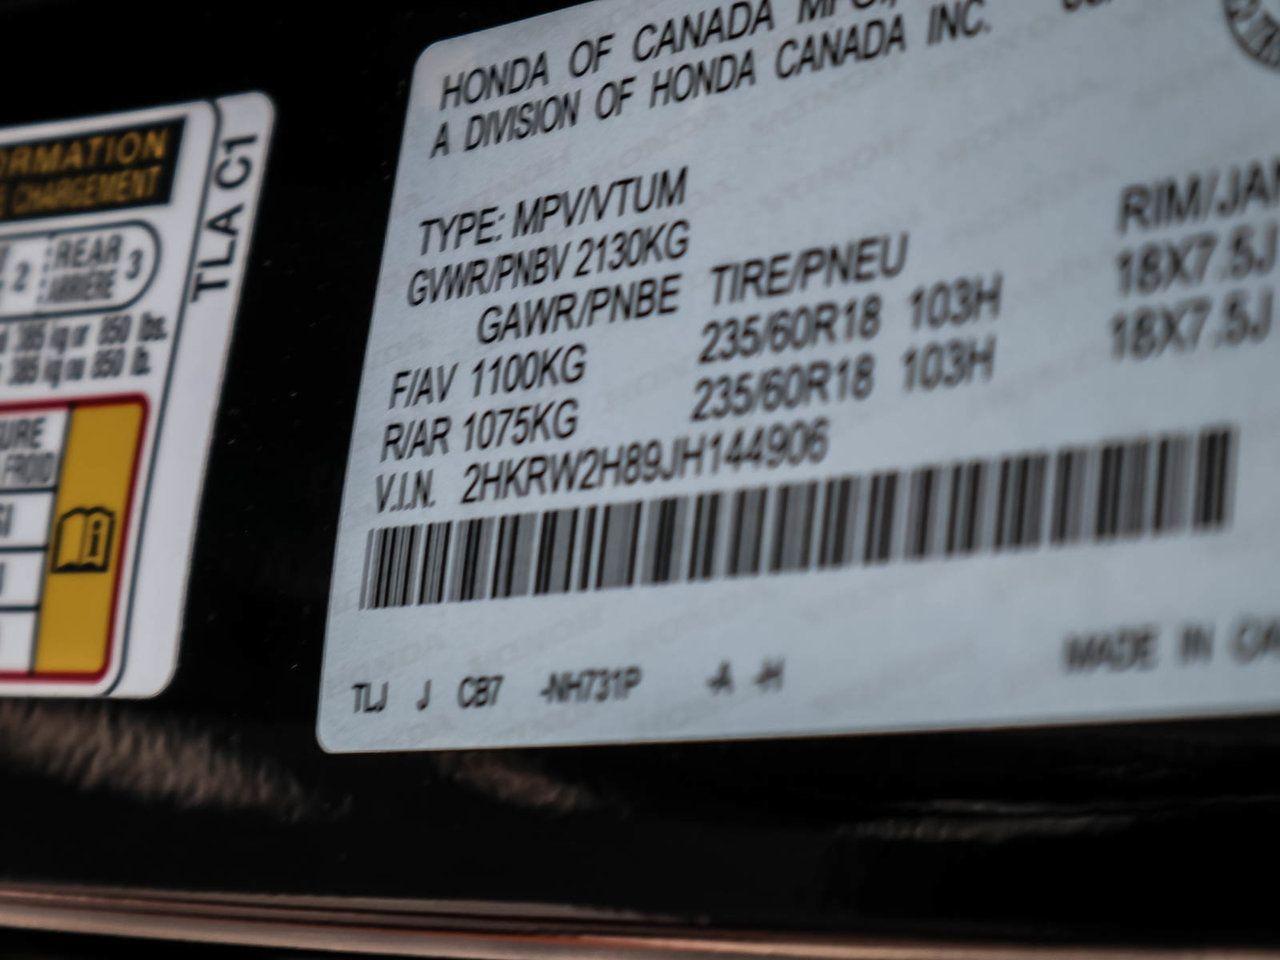 HONDA OF CANADA MFG.,
A DIVISION OF HONDA CANADA INC.
TYPE: MPV/VTUM
GVWR/PNBV 2130KG
GAWR/PNBE TIRE/PNEU RIM/JAN
F/AV 1100KG 235/60R18 103H 18X7.5J
R/AR 1075KG 235/60R18 103H 18X7.5J
V.I.N. 2HKRW2H89JH144906
TLJ J CB7 -NH731P -A -H
MADE IN CA
TLA C1
ORMATION
CHARGEMENT
2 REAR 3
ARRIÈRE
385 kg or 850 lbs.
385 kg ou 850 lb.
URE
FROID